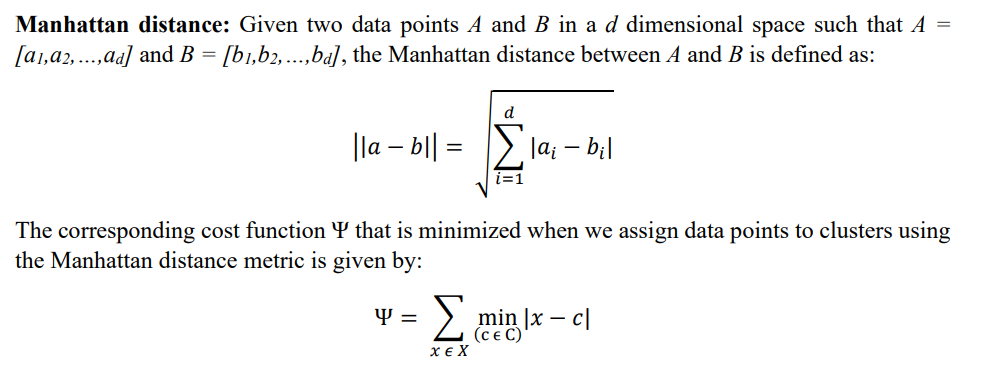 Manhattan distance: Given two data points A and B in a d dimensional space such that A =
[a₁,a₂,...,a_d] and B = [b₁,b₂,...,b_d], the Manhattan distance between A and B is defined as:
||a − b|| = √(∑_{i=1}^{d} |aᵢ − bᵢ|)
The corresponding cost function Ψ that is minimized when we assign data points to clusters using
the Manhattan distance metric is given by:
Ψ = ∑_{x ϵ X} min_{(c ϵ C)} |x − c|